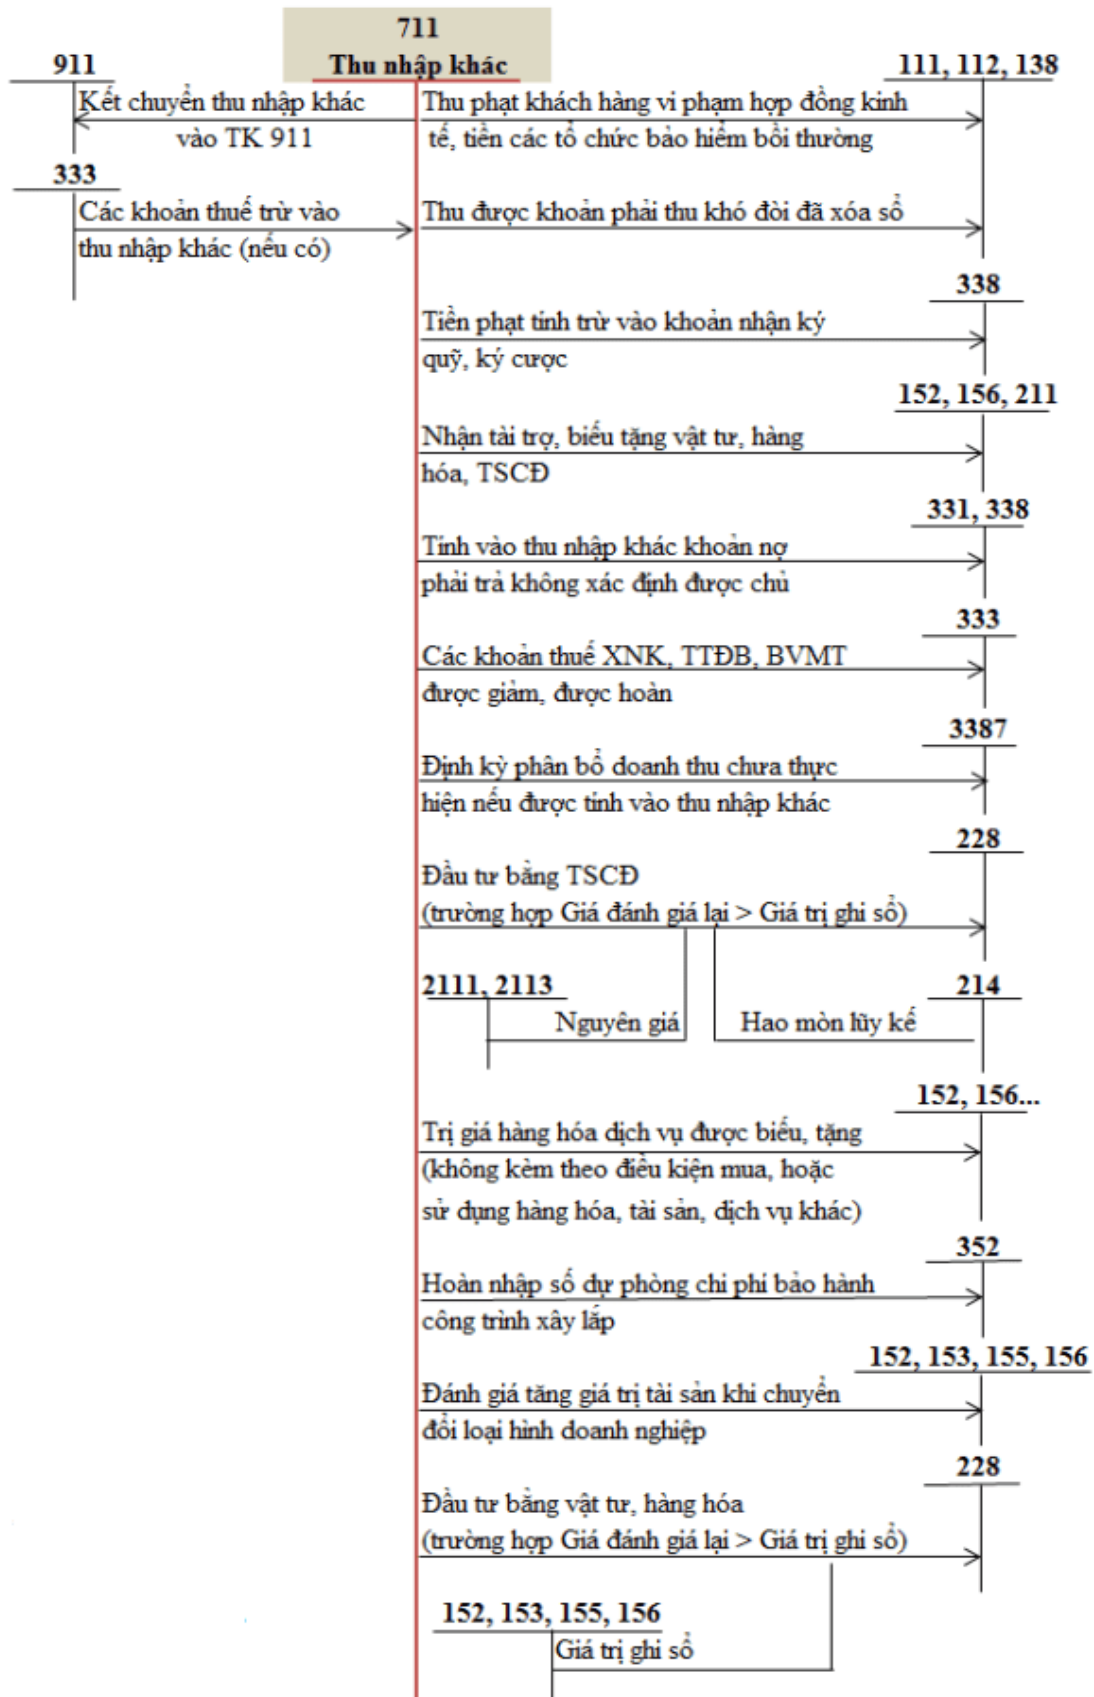 711
Thu nhập khác
911
111, 112, 138
Kết chuyển thu nhập khác
vào TK 911
Thu phạt khách hàng vi phạm hợp đồng kinh
tế, tiền các tổ chức bảo hiểm bồi thường
333
Các khoản thuế trừ vào
thu nhập khác (nếu có)
Thu được khoản phải thu khó đòi đã xóa sổ
338
Tiền phạt tính trừ vào khoản nhận ký
quỹ, ký cược
152, 156, 211
Nhận tài trợ, biếu tặng vật tư, hàng
hóa, TSCĐ
331, 338
Tính vào thu nhập khác khoản nợ
phải trả không xác định được chủ
333
Các khoản thuế XNK, TTĐB, BVMT
được giảm, được hoàn
3387
Định kỳ phân bổ doanh thu chưa thực
hiện nếu được tính vào thu nhập khác
228
Đầu tư bằng TSCĐ
(trường hợp Giá đánh giá lại > Giá trị ghi sổ)
2111, 2113
214
Nguyên giá
Hao mòn lũy kế
152, 156...
Trị giá hàng hóa dịch vụ được biếu, tặng
(không kèm theo điều kiện mua, hoặc
sử dụng hàng hóa, tài sản, dịch vụ khác)
352
Hoàn nhập số dự phòng chi phí bảo hành
công trình xây lắp
152, 153, 155, 156
Đánh giá tăng giá trị tài sản khi chuyển
đổi loại hình doanh nghiệp
228
Đầu tư bằng vật tư, hàng hóa
(trường hợp Giá đánh giá lại > Giá trị ghi sổ)
152, 153, 155, 156
Giá trị ghi sổ